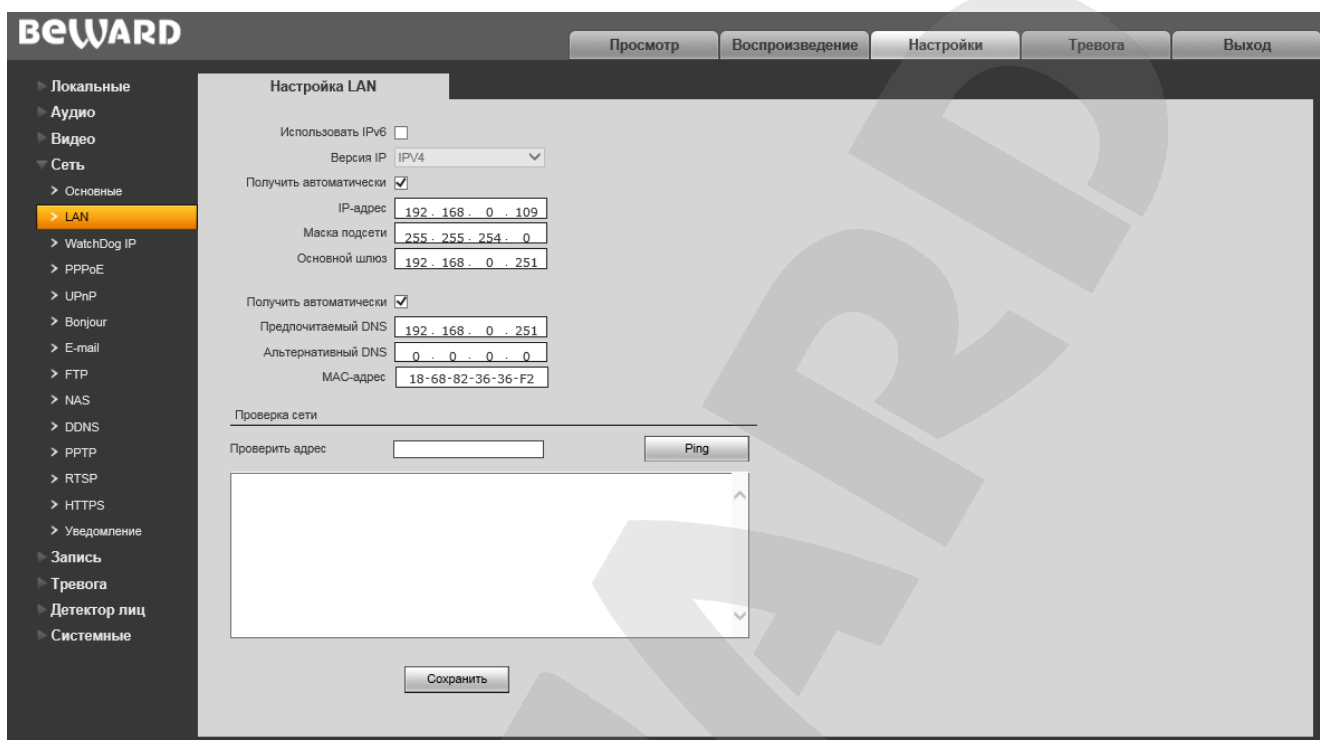 BEWARD
Просмотр
Воспроизведение
Настройки
Тревога
Выход
Локальные
Аудио
Видео
Сеть
Основные
LAN
WatchDog IP
PPPoE
UPnP
Bonjour
E-mail
FTP
NAS
DDNS
PPTP
RTSP
HTTPS
Уведомление
Запись
Тревога
Детектор лиц
Системные
Настройка LAN
Использовать IPv6
Версия IP IPV4
Получить автоматически
IP-адрес 192 . 168 . 0 . 109
Маска подсети 255 . 255 . 254 . 0
Основной шлюз 192 . 168 . 0 . 251
Получить автоматически
Предпочитаемый DNS 192 . 168 . 0 . 251
Альтернативный DNS 0 . 0 . 0 . 0
MAC-адрес 18-68-82-36-36-F2
Проверка сети
Проверить адрес Ping
Сохранить